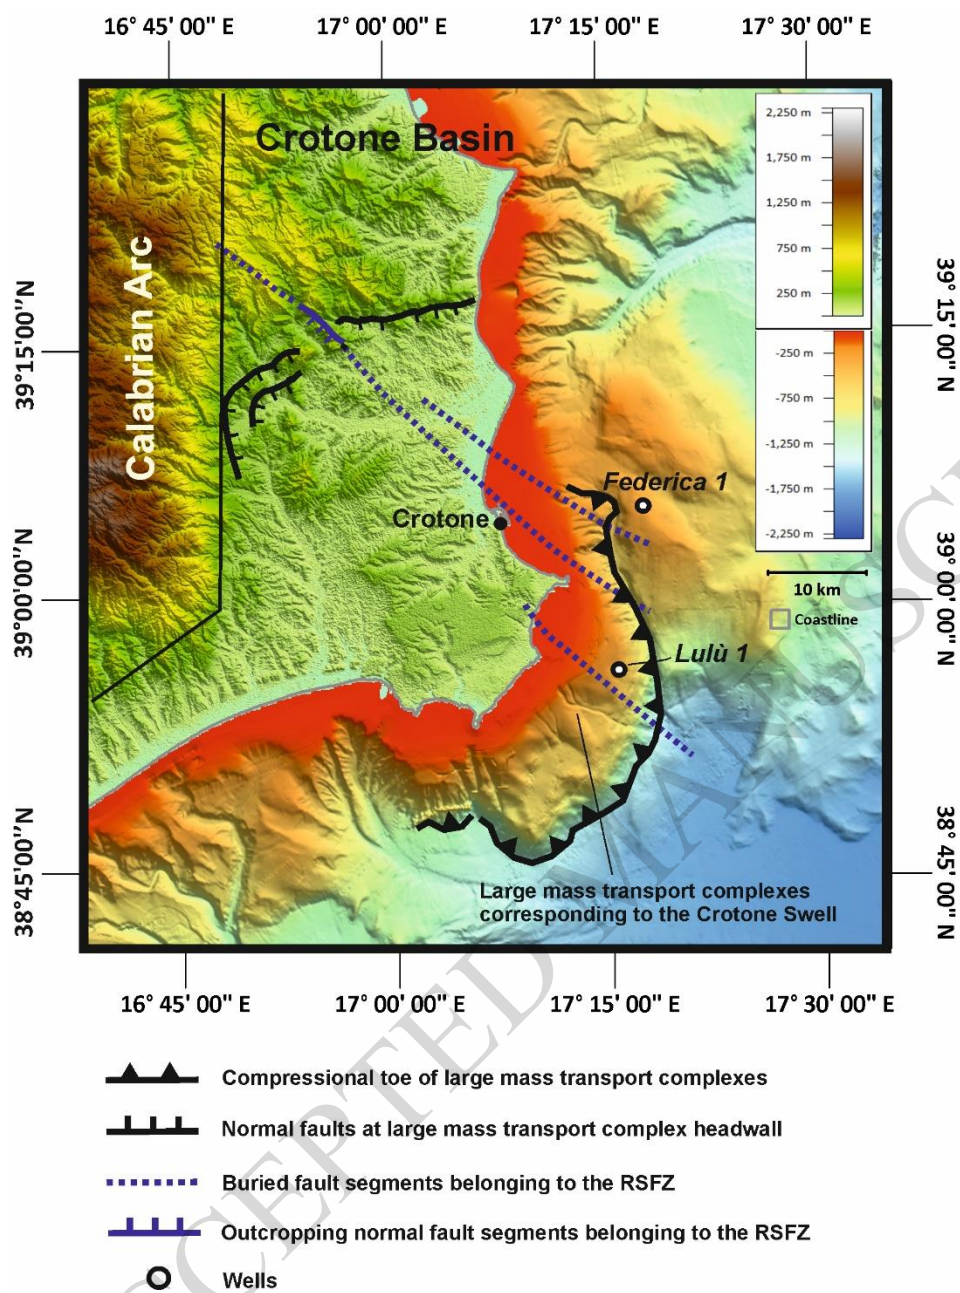 16° 45' 00'' E
17° 00' 00'' E
17° 15' 00'' E
17° 30' 00'' E
Crotone Basin
Calabrian Arc
2,250 m
1,750 m
1,250 m
750 m
250 m
-250 m
-750 m
-1,250 m
-1,750 m
-2,250 m
39°15'00''N
39° 15' 00'' N
Federica 1
Crotone
10 km
Coastline
39°00'00''N
39° 00' 00'' N
Lulù 1
38°45'00''N
38° 45' 00'' N
Large mass transport complexes
corresponding to the Crotone Swell
16° 45' 00'' E
17° 00' 00'' E
17° 15' 00'' E
17° 30' 00'' E
Compressional toe of large mass transport complexes
Normal faults at large mass transport complex headwall
Buried fault segments belonging to the RSFZ
Outcropping normal fault segments belonging to the RSFZ
Wells